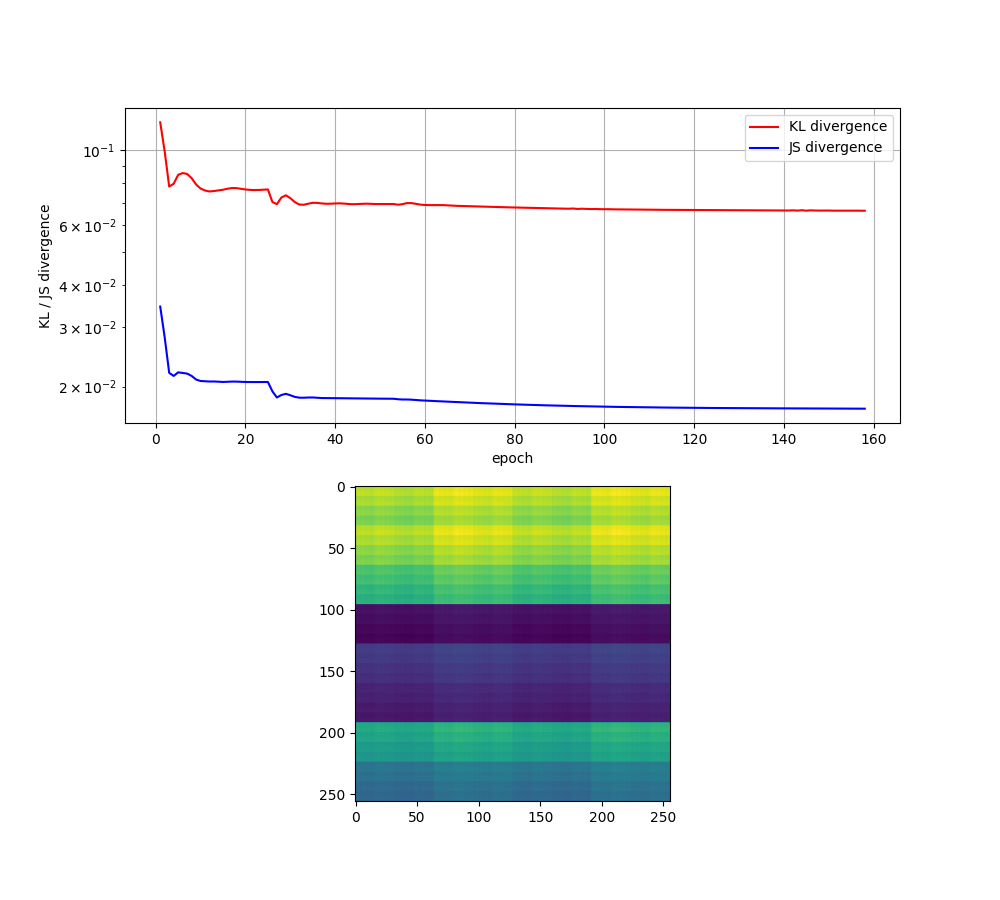 KL divergence
JS divergence
10⁻¹
6 × 10⁻²
4 × 10⁻²
3 × 10⁻²
2 × 10⁻²
KL / JS divergence
0 20 40 60 80 100 120 140 160
epoch
0
50
100
150
200
250
0 50 100 150 200 250